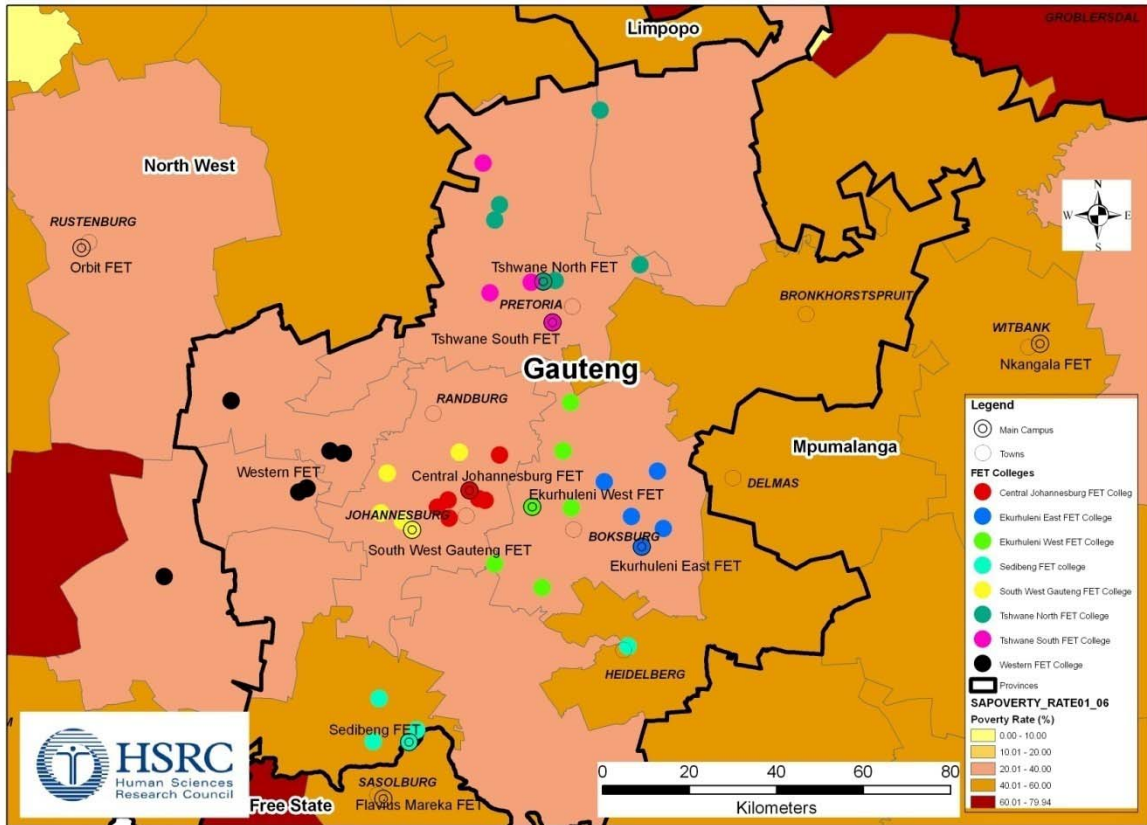 GROBLERSDAL
Limpopo
North West
N
W E
S
RUSTENBURG
Orbit FET
Tshwane North FET
PRETORIA
Tshwane South FET
BRONKHORSTSPRUIT
WITBANK
Nkangala FET
Gauteng
RANDBURG
Mpumalanga
Western FET
Central Johannesburg FET
Ekurhuleni West FET
DELMAS
JOHANNESBURG
BOKSBURG
South West Gauteng FET
Ekurhuleni East FET
HEIDELBERG
Sedibeng FET
SASOLBURG
Flavius Mareka FET
Free State
M
HSRC
Human Sciences
Research Council
0 20 40 60 80
Kilometers
Legend
Main Campus
Towns
FET Colleges
Central Johannesburg FET Colleg
Ekurhuleni East FET College
Ekurhuleni West FET College
Sedibeng FET college
South West Gauteng FET College
Tshwane North FET College
Tshwane South FET College
Western FET College
Provinces
SAPOVERTY_RATE01_06
Poverty Rate (%)
0.00 - 10.00
10.01 - 20.00
20.01 - 40.00
40.01 - 60.00
60.01 - 79.94